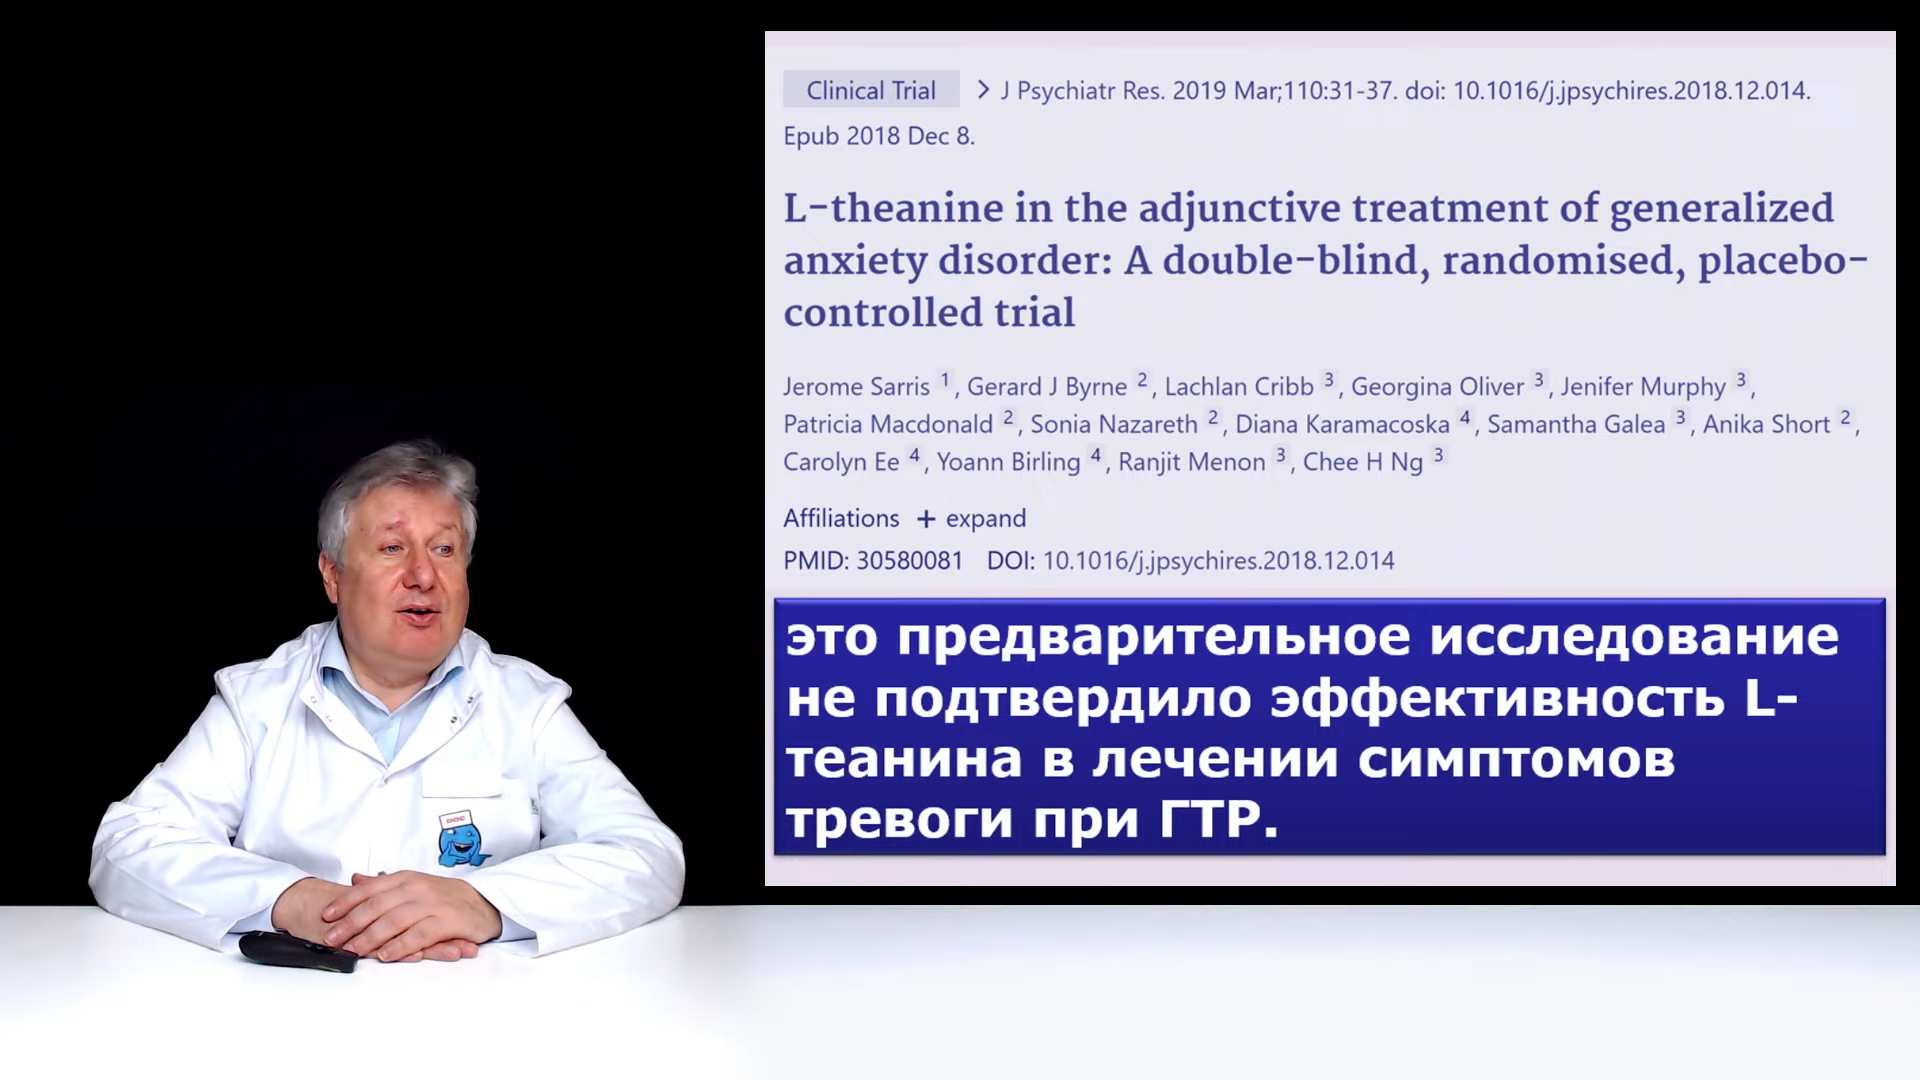 Clinical Trial > J Psychiatr Res. 2019 Mar;110:31-37. doi: 10.1016/j.jpsychires.2018.12.014.
Epub 2018 Dec 8.
L-theanine in the adjunctive treatment of generalized
anxiety disorder: A double-blind, randomised, placebo-
controlled trial
Jerome Sarris 1, Gerard J Byrne 2, Lachlan Cribb 3, Georgina Oliver 3, Jenifer Murphy 3,
Patricia Macdonald 2, Sonia Nazareth 2, Diana Karamacoska 4, Samantha Galea 3, Anika Short 2,
Carolyn Ee 4, Yoann Birling 4, Ranjit Menon 3, Chee H Ng 3
Affiliations + expand
PMID: 30580081 DOI: 10.1016/j.jpsychires.2018.12.014
это предварительное исследование
не подтвердило эффективность L-
теанина в лечении симптомов
тревоги при ГТР.